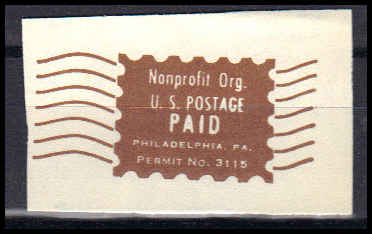 Nonprofit Org.
U. S. POSTAGE
PAID
PHILADELPHIA, PA.
PERMIT NO. 3115